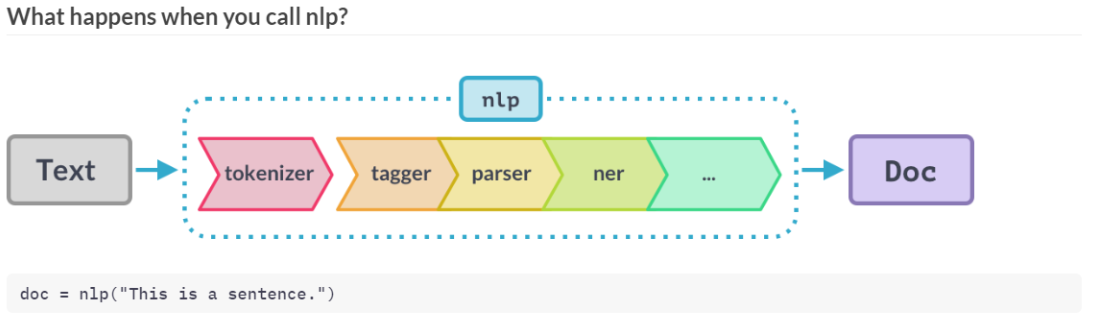 What happens when you call nlp?
nlp
Text tokenizer tagger parser ner ... Doc
doc = nlp("This is a sentence.")